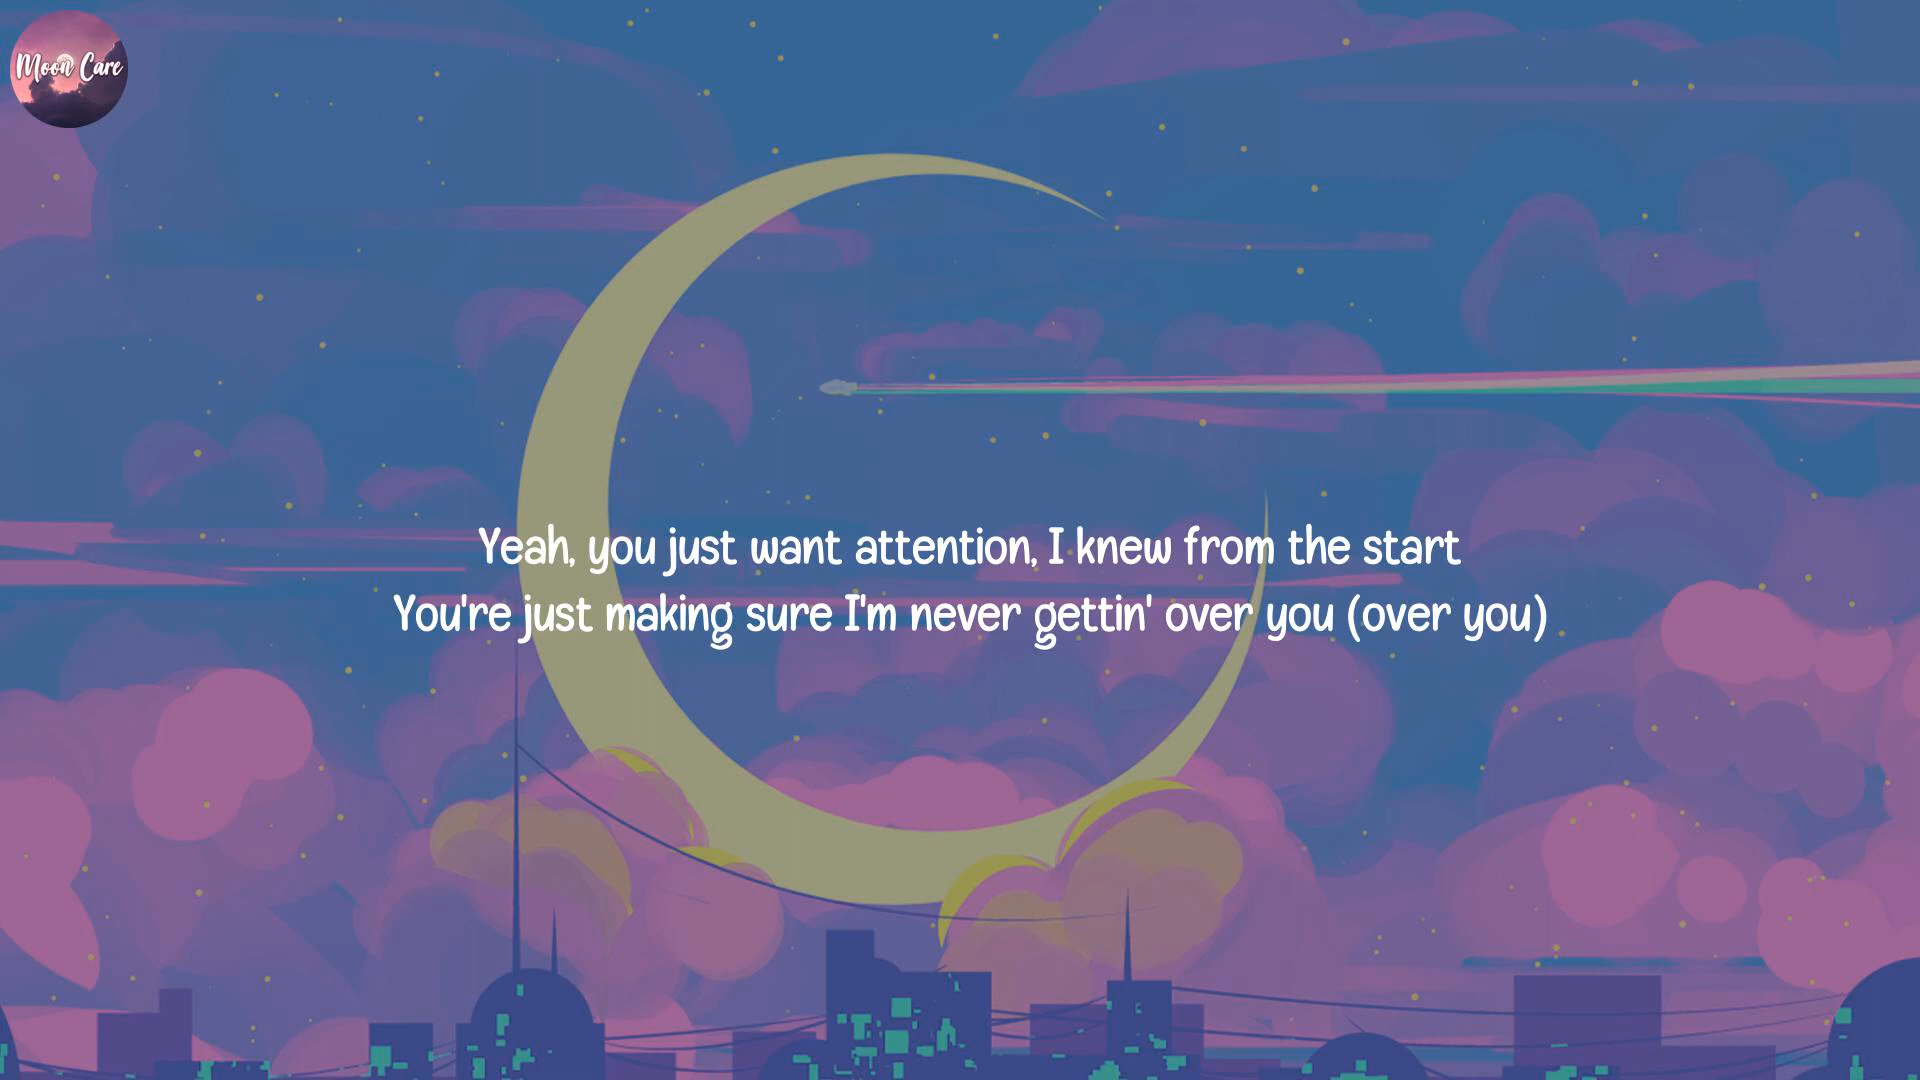 Moon Care
Yeah, you just want attention, I knew from the start
You're just making sure I'm never gettin' over you (over you)